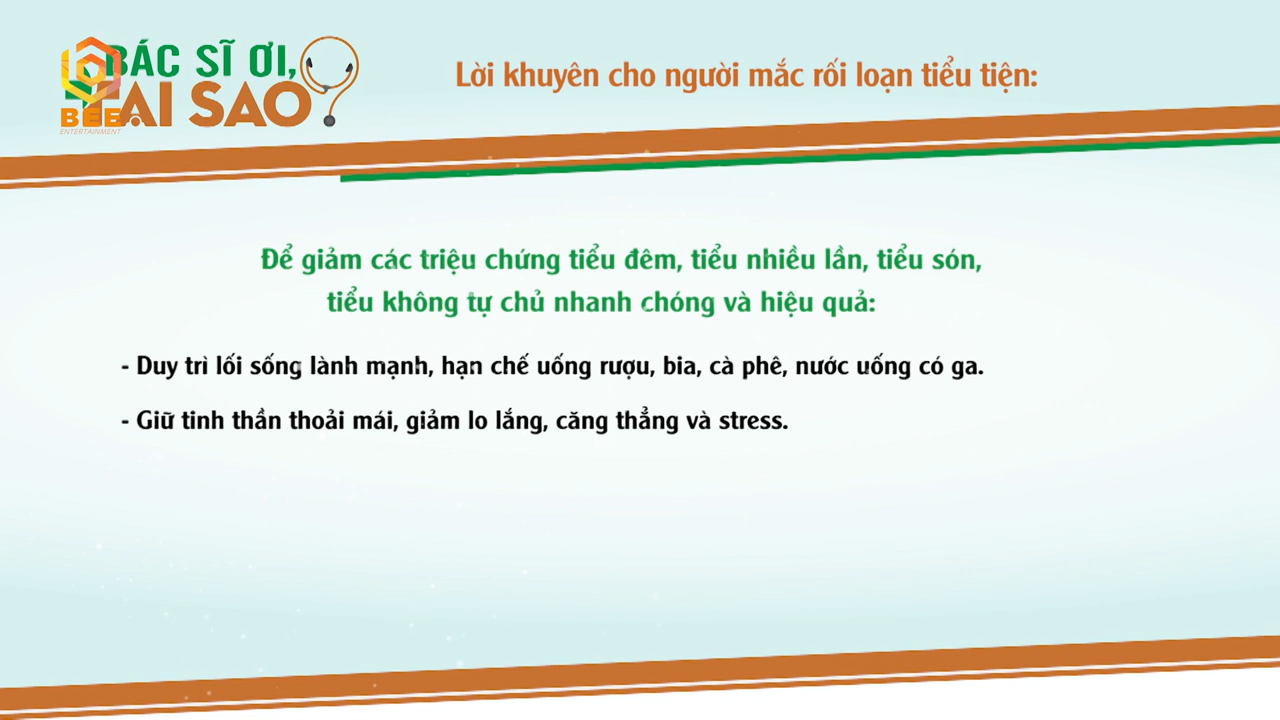 BÁC SĨ ƠI,
TẠI SAO
BEE
ENTERTAINMENT
Lời khuyên cho người mắc rối loạn tiểu tiện:
Để giảm các triệu chứng tiểu đêm, tiểu nhiều lần, tiểu són,
tiểu không tự chủ nhanh chóng và hiệu quả:
- Duy trì lối sống lành mạnh, hạn chế uống rượu, bia, cà phê, nước uống có ga.
- Giữ tinh thần thoải mái, giảm lo lắng, căng thẳng và stress.